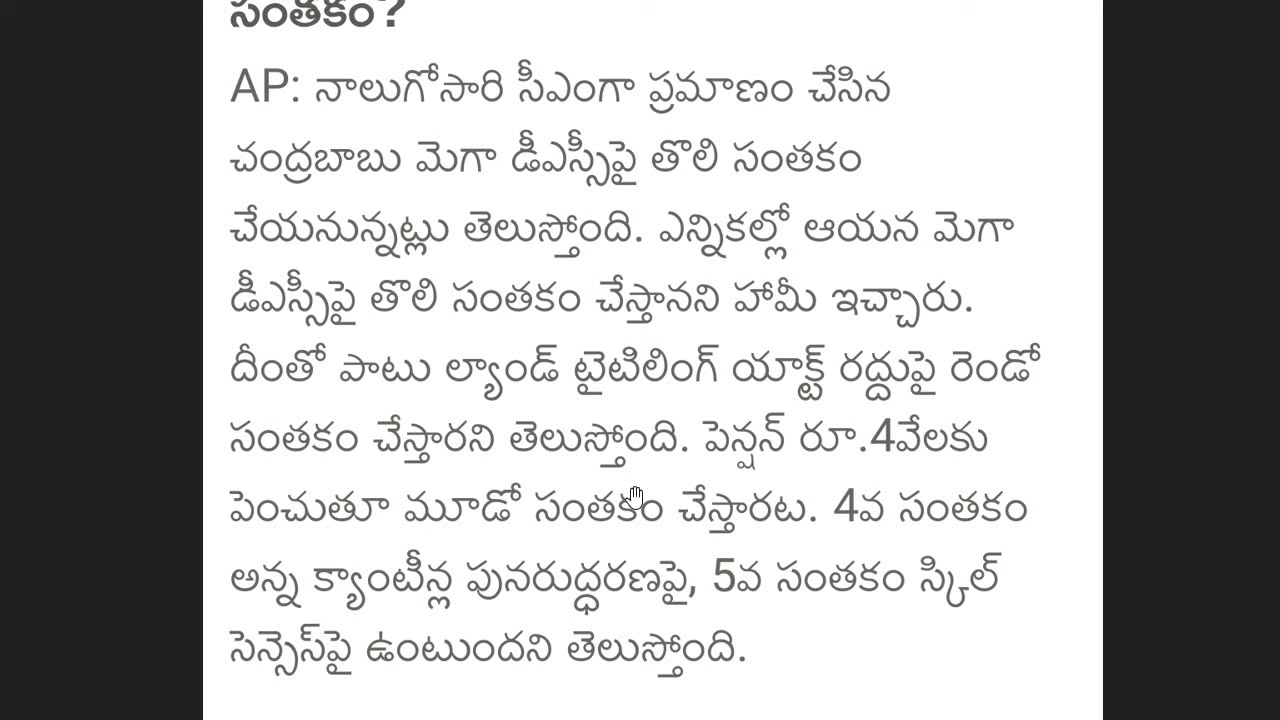 సంతకం?
AP: నాలుగోసారి సీఎంగా ప్రమాణం చేసిన
చంద్రబాబు మెగా డీఎస్సీపై తొలి సంతకం
చేయనున్నట్లు తెలుస్తోంది. ఎన్నికల్లో ఆయన మెగా
డీఎస్సీపై తొలి సంతకం చేస్తానని హామీ ఇచ్చారు.
దీంతో పాటు ల్యాండ్ టైటిలింగ్ యాక్ట్ రద్దుపై రెండో
సంతకం చేస్తారని తెలుస్తోంది. పెన్షన్ రూ.4వేలకు
పెంచుతూ మూడో సంతకం చేస్తారట. 4వ సంతకం
అన్న క్యాంటీన్ల పునరుద్ధరణపై, 5వ సంతకం స్కిల్
సెన్సెస్‌పై ఉంటుందని తెలుస్తోంది.